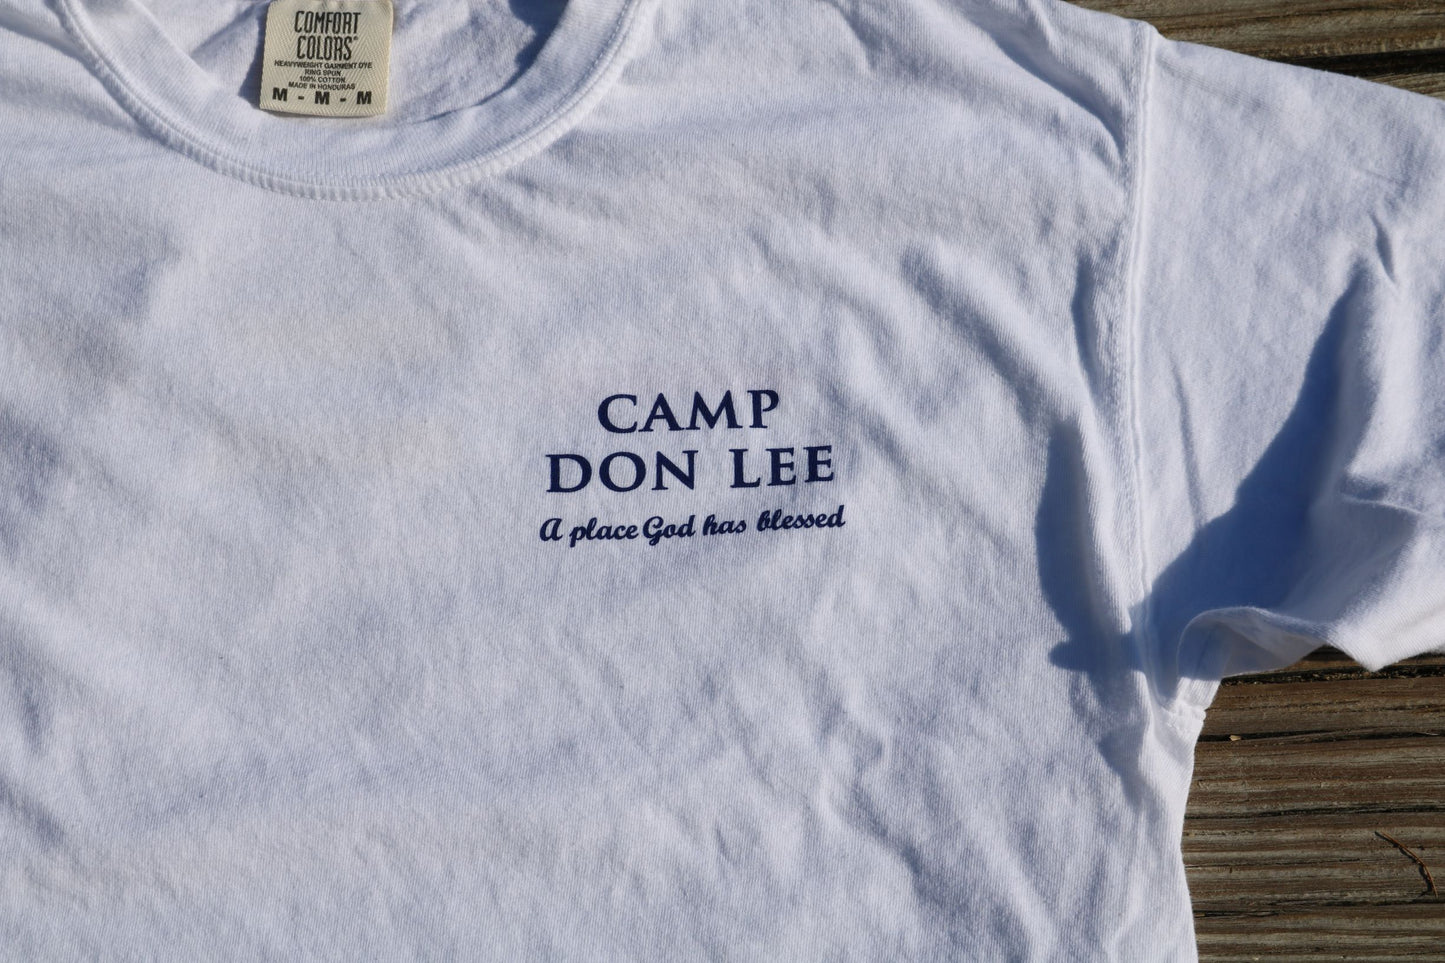 COMFORT
COLORS®
HEAVYWEIGHT GARMENT DYE
RING SPUN
100% COTTON
MADE IN HONDURAS
M - M - M
CAMP
DON LEE
A place God has blessed